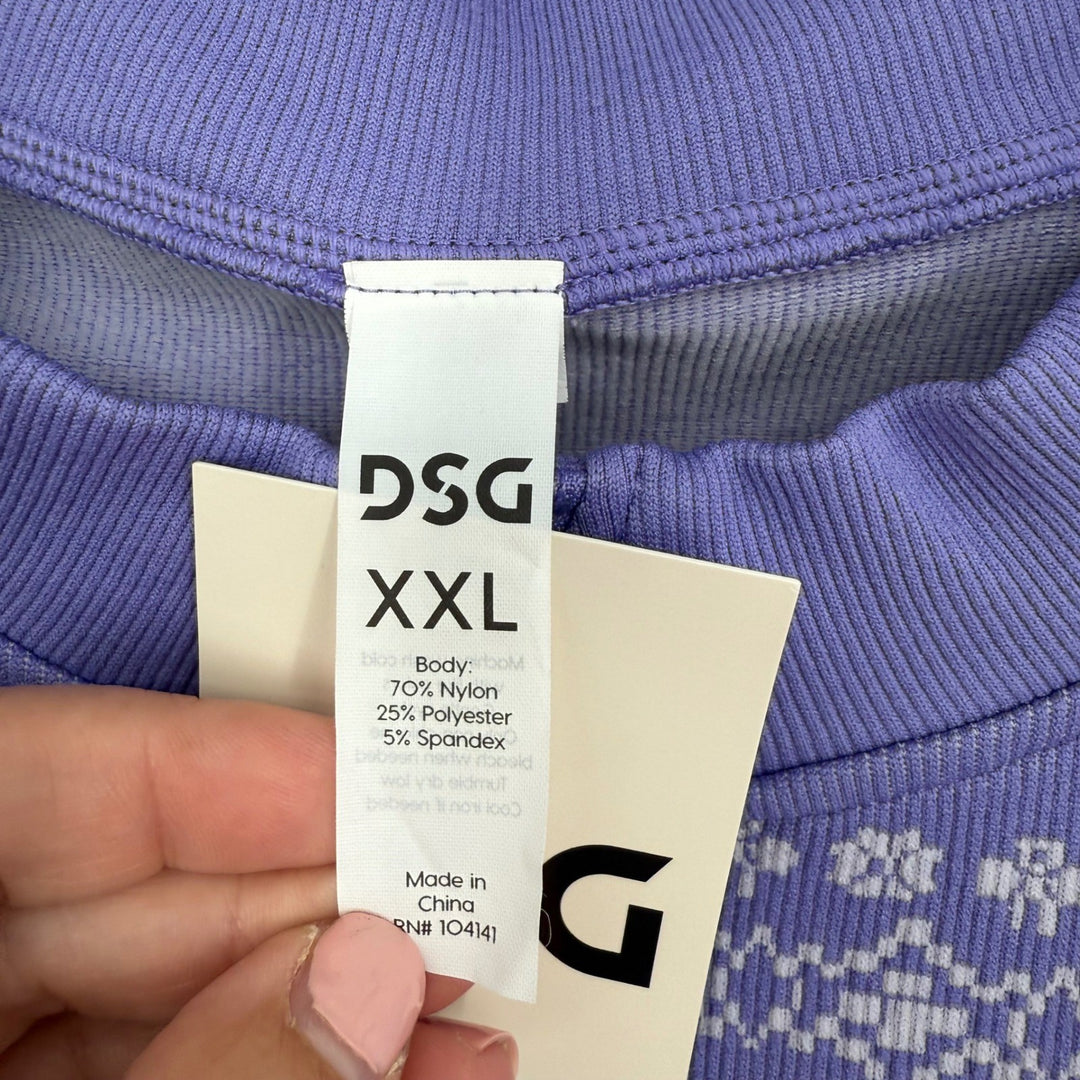 DSG
XXL
Body:
70% Nylon
25% Polyester
5% Spandex
Made in
China
RN# 104141
G